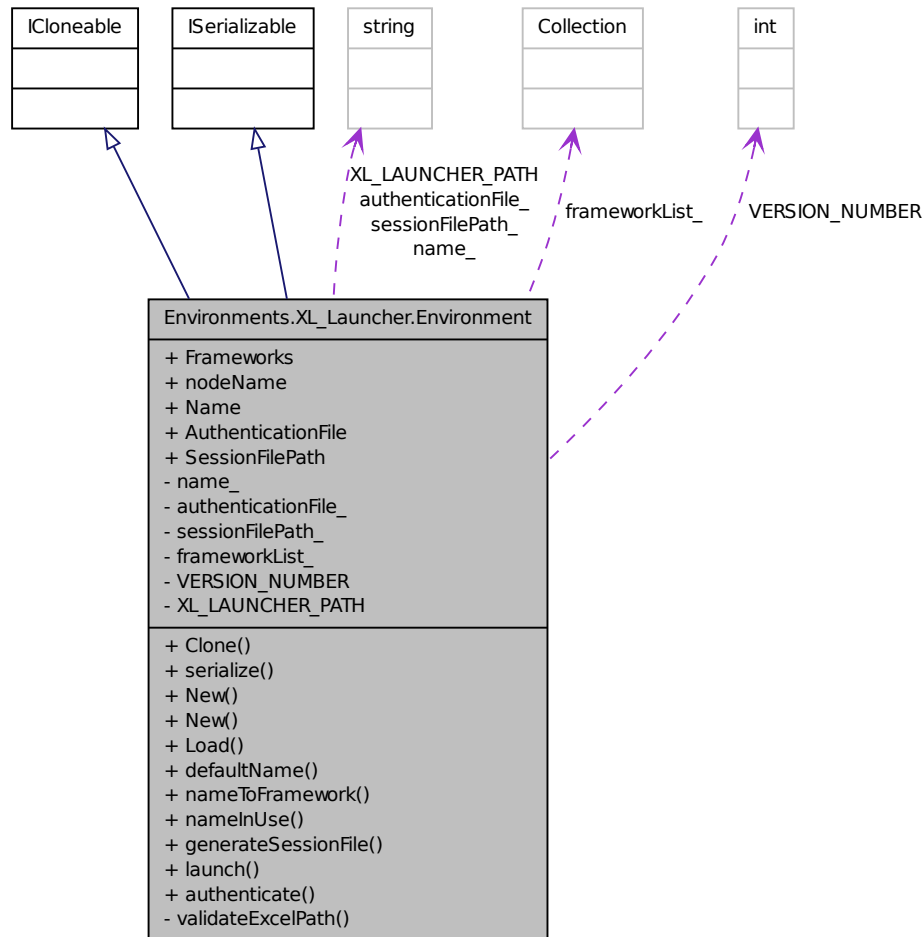 ICloneable
ISerializable
string
Collection
int
XL_LAUNCHER_PATH
authenticationFile_
sessionFilePath_
name_
frameworkList_
VERSION_NUMBER
Environments.XL_Launcher.Environment
+ Frameworks
+ nodeName
+ Name
+ AuthenticationFile
+ SessionFilePath
- name_
- authenticationFile_
- sessionFilePath_
- frameworkList_
- VERSION_NUMBER
- XL_LAUNCHER_PATH
+ Clone()
+ serialize()
+ New()
+ New()
+ Load()
+ defaultName()
+ nameToFramework()
+ nameInUse()
+ generateSessionFile()
+ launch()
+ authenticate()
- validateExcelPath()